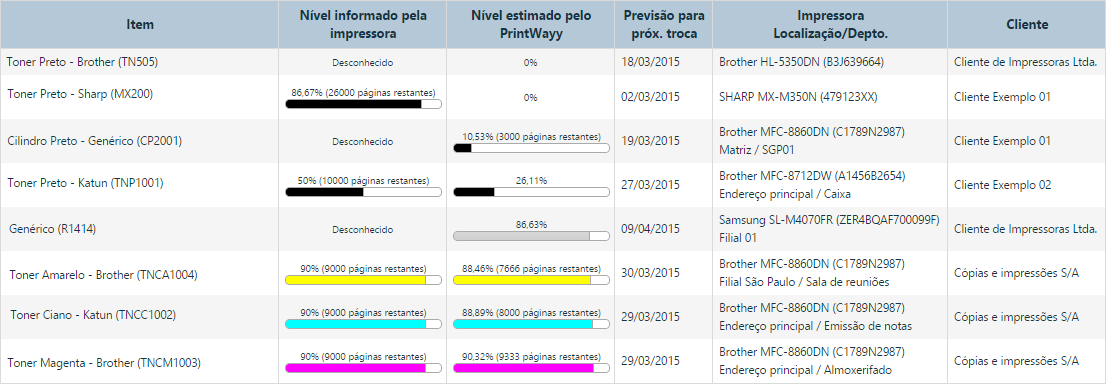 Item
Nível informado pela
impressora
Nível estimado pelo
PrintWayy
Previsão para
próx. troca
Impressora
Localização/Depto.
Cliente
Toner Preto - Brother (TN505)
Desconhecido
0%
18/03/2015
Brother HL-5350DN (B3J639664)
Cliente de Impressoras Ltda.
Toner Preto - Sharp (MX200)
86,67% (26000 páginas restantes)
0%
02/03/2015
SHARP MX-M350N (479123XX)
Cliente Exemplo 01
Cilindro Preto - Genérico (CP2001)
Desconhecido
10,53% (3000 páginas restantes)
19/03/2015
Brother MFC-8860DN (C1789N2987)
Matriz / SGP01
Cliente Exemplo 01
Toner Preto - Katun (TNP1001)
50% (10000 páginas restantes)
26,11%
27/03/2015
Brother MFC-8712DW (A1456B2654)
Endereço principal / Caixa
Cliente Exemplo 02
Genérico (R1414)
Desconhecido
86,63%
09/04/2015
Samsung SL-M4070FR (ZER4BQAF700099F)
Filial 01
Cliente de Impressoras Ltda.
Toner Amarelo - Brother (TNCA1004)
90% (9000 páginas restantes)
88,46% (7666 páginas restantes)
30/03/2015
Brother MFC-8860DN (C1789N2987)
Filial São Paulo / Sala de reuniões
Cópias e impressões S/A
Toner Ciano - Katun (TNCC1002)
90% (9000 páginas restantes)
88,89% (8000 páginas restantes)
29/03/2015
Brother MFC-8860DN (C1789N2987)
Endereço principal / Emissão de notas
Cópias e impressões S/A
Toner Magenta - Brother (TNCM1003)
90% (9000 páginas restantes)
90,32% (9333 páginas restantes)
29/03/2015
Brother MFC-8860DN (C1789N2987)
Endereço principal / Almoxerifado
Cópias e impressões S/A